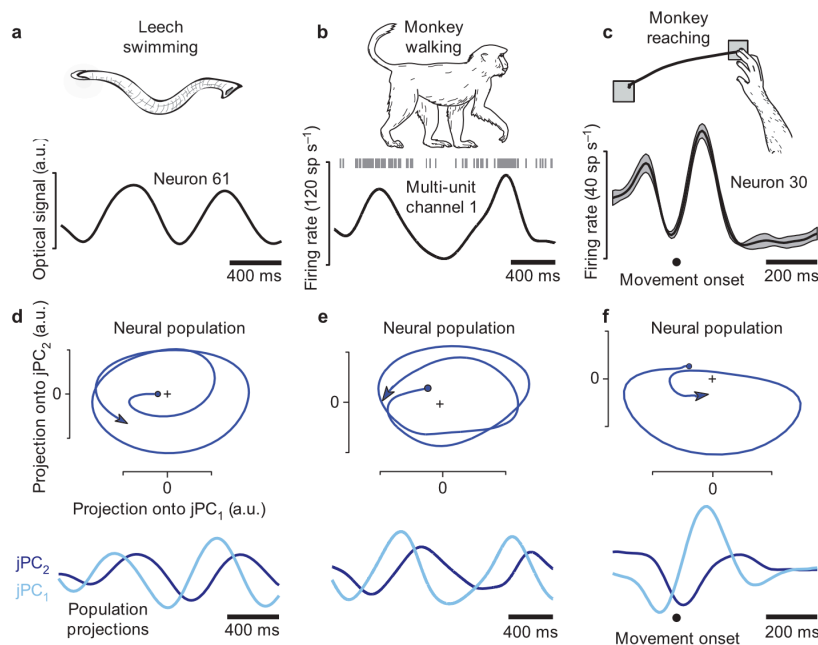 a
Leech
swimming
Optical signal (a.u.)
Neuron 61
400 ms
b
Monkey
walking
Firing rate (120 sp s⁻¹)
Multi-unit
channel 1
400 ms
c
Monkey
reaching
Firing rate (40 sp s⁻¹)
Neuron 30
Movement onset
200 ms
d
Neural population
Projection onto jPC₂ (a.u.)
0
+
0
Projection onto jPC₁ (a.u.)
jPC₂
jPC₁
Population
projections
400 ms
e
Neural population
0
+
0
400 ms
f
Neural population
0
+
0
Movement onset
200 ms